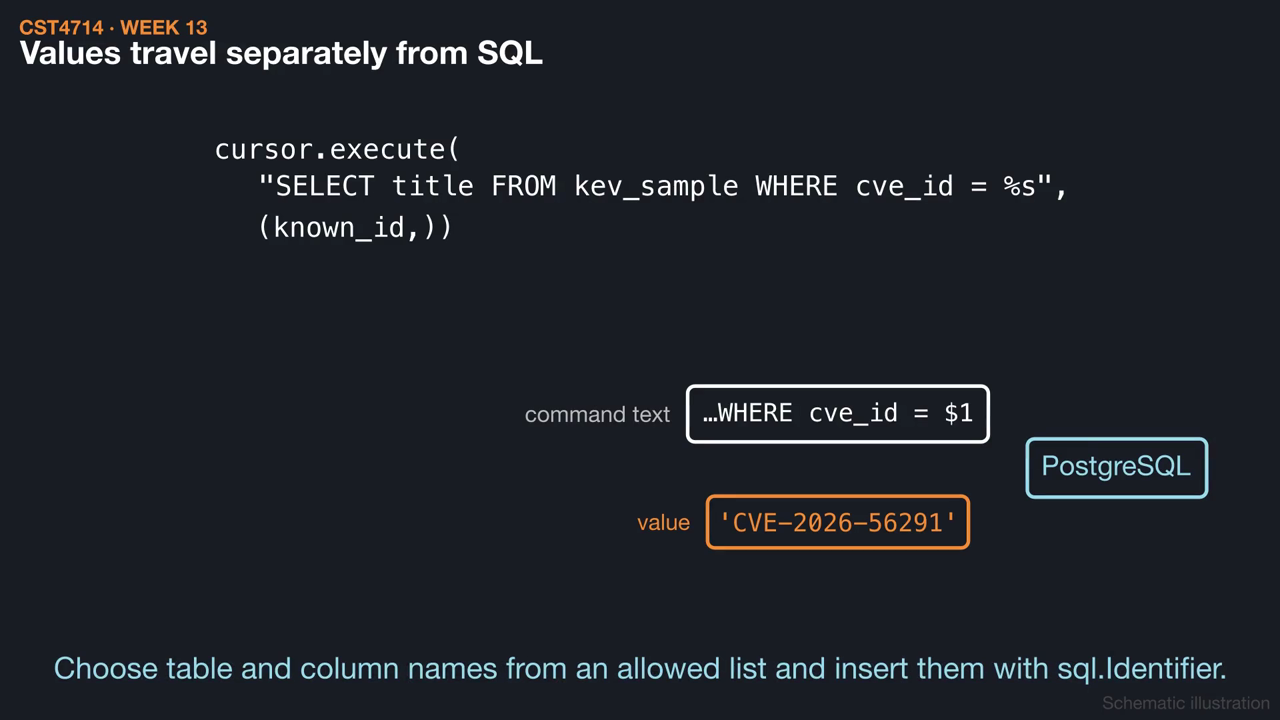 CST4714 · WEEK 13
Values travel separately from SQL
cursor.execute(
"SELECT title FROM kev_sample WHERE cve_id = %s",
(known_id,))
command text
…WHERE cve_id = $1
PostgreSQL
value
'CVE-2026-56291'
Choose table and column names from an allowed list and insert them with sql.Identifier.
Schematic illustration